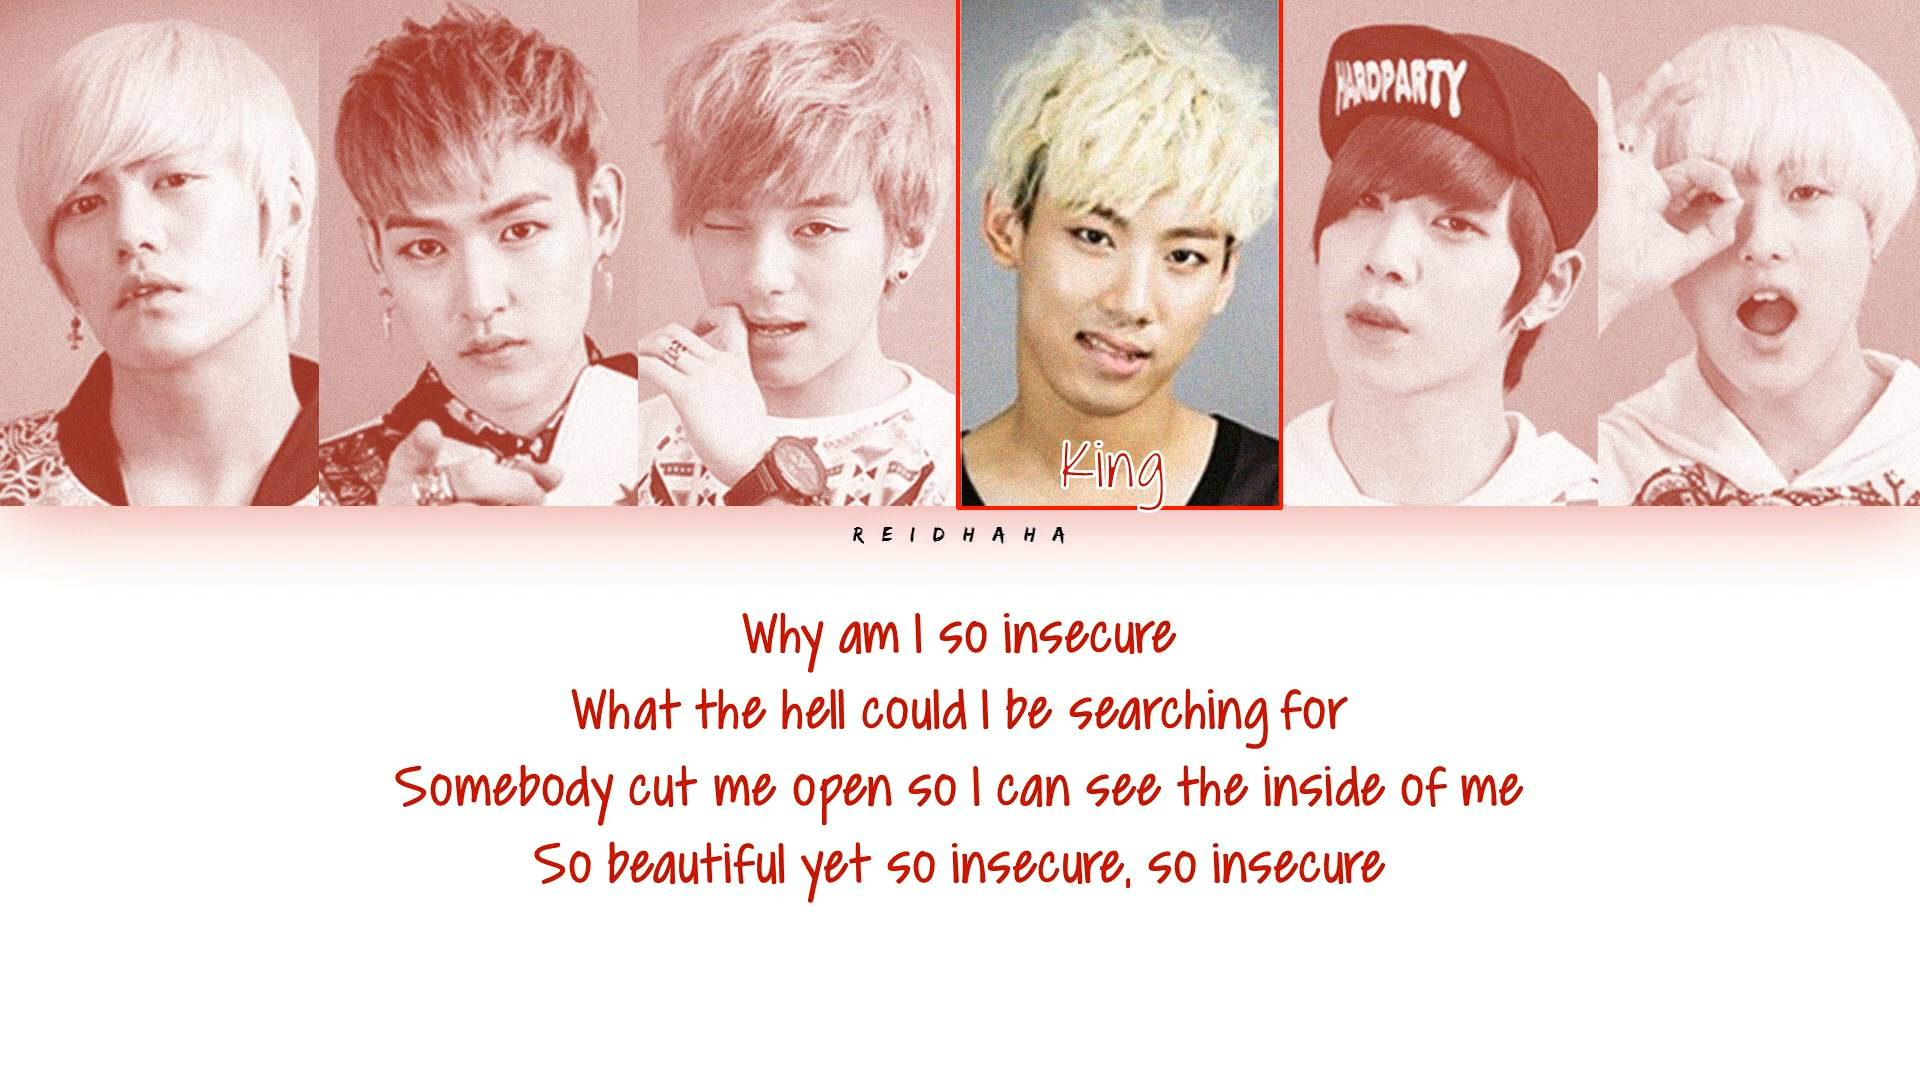 HARDPARTY
King
REIDHAHA
Why am I so insecure
What the hell could I be searching for
Somebody cut me open so I can see the inside of me
So beautiful yet so insecure, so insecure